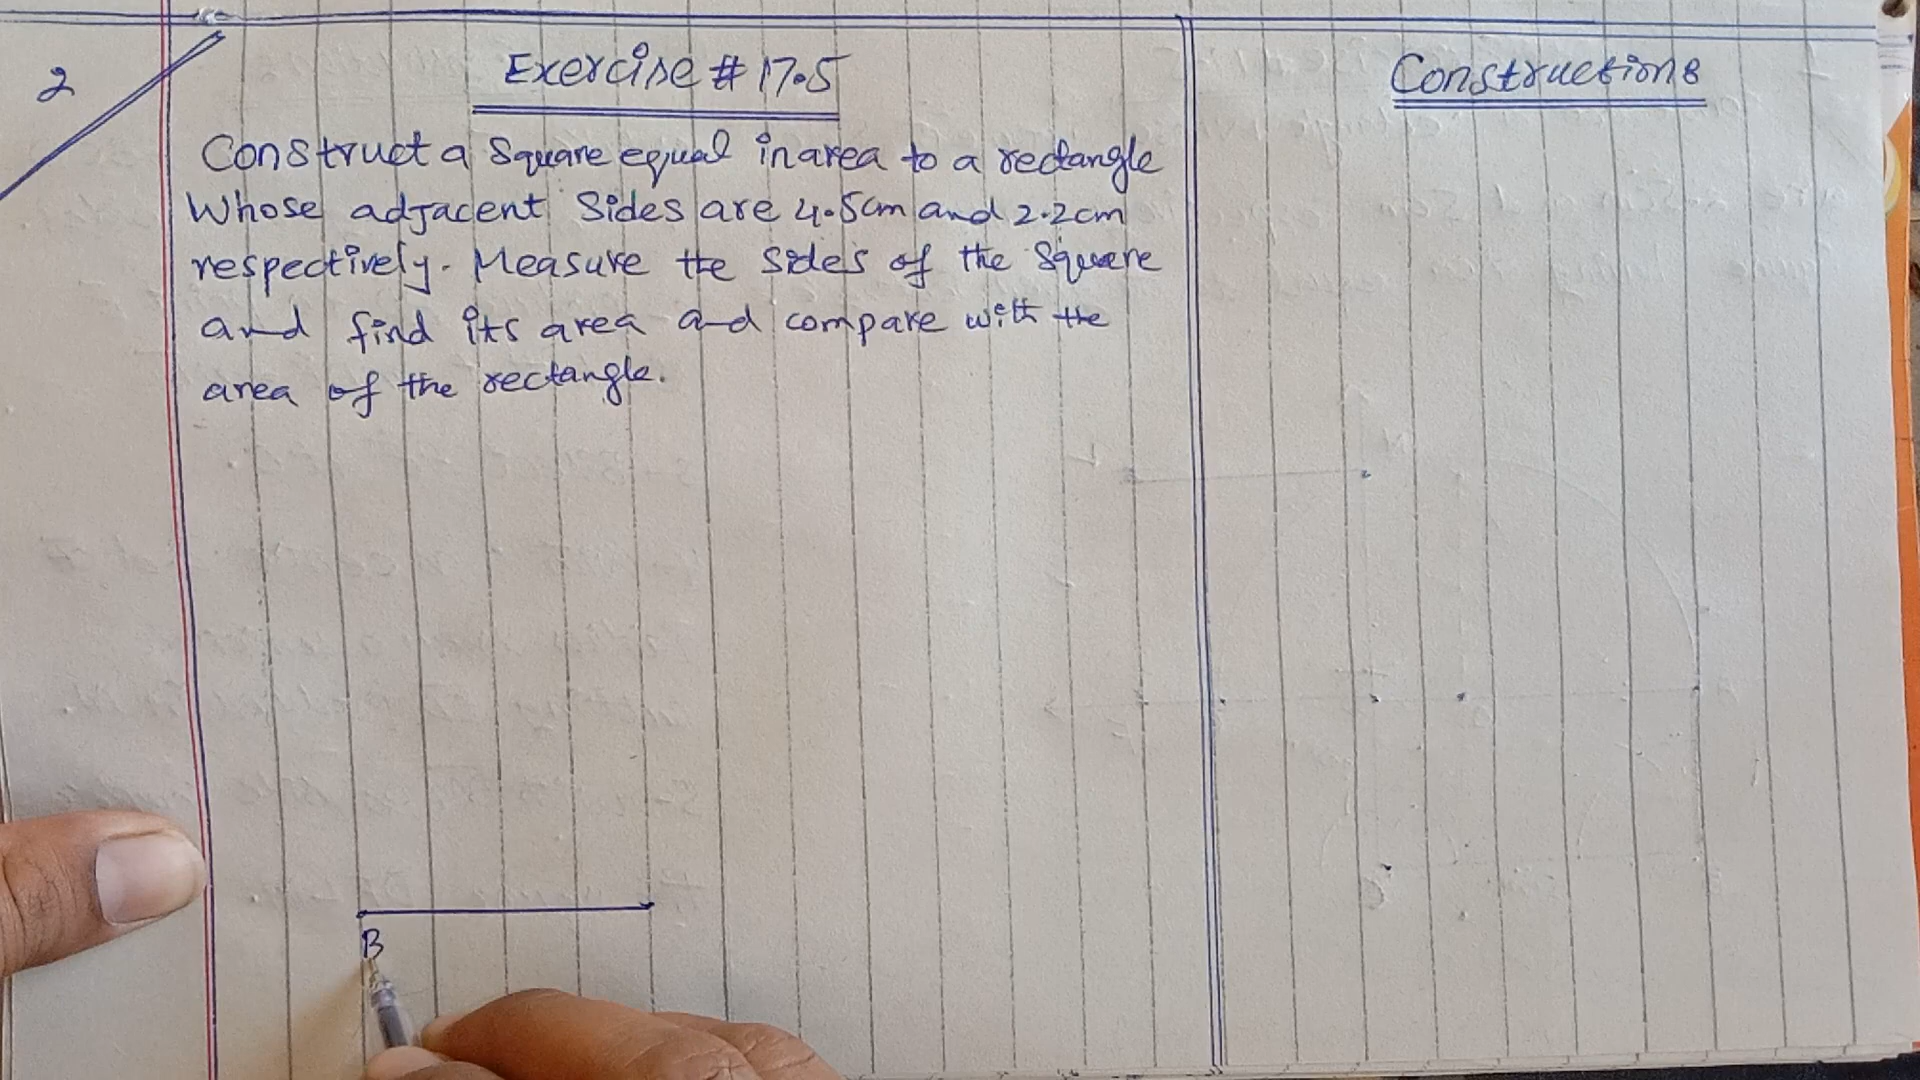 2
Exercise # 17.5
Constructions
Construct a Square equal in area to a rectangle
Whose adjacent Sides are 4.5cm and 2.2cm
respectively. Measure the sides of the Square
and find its area and compare with the
area of the rectangle.
B